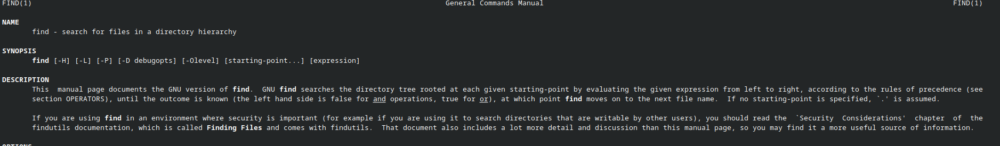 FIND(1) General Commands Manual FIND(1)
NAME
find - search for files in a directory hierarchy
SYNOPSIS
find [-H] [-L] [-P] [-D debugopts] [-Olevel] [starting-point...] [expression]
DESCRIPTION
This  manual page documents the GNU version of find.  GNU find searches the directory tree rooted at each given starting-point by evaluating the given expression from left to right, according to the rules of precedence (see
section OPERATORS), until the outcome is known (the left hand side is false for and operations, true for or), at which point find moves on to the next file name.  If no starting-point is specified, `.' is assumed.
If you are using find in an environment where security is important (for example if you are using it to search directories that are writable by other users), you should read the  `Security  Considerations'  chapter  of  the
findutils documentation, which is called Finding Files and comes with findutils.  That document also includes a lot more detail and discussion than this manual page, so you may find it a more useful source of information.
OPTIONS